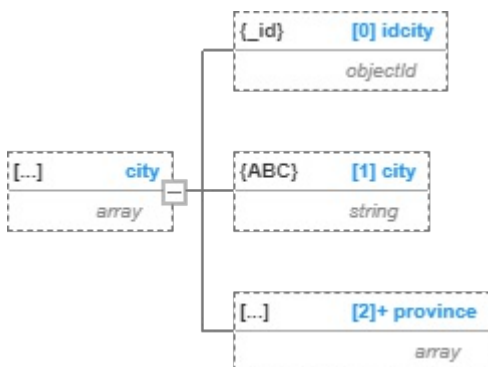 {_id} [0] idcity
objectId
[...] city
array
{ABC} [1] city
string
[...] [2]+ province
array